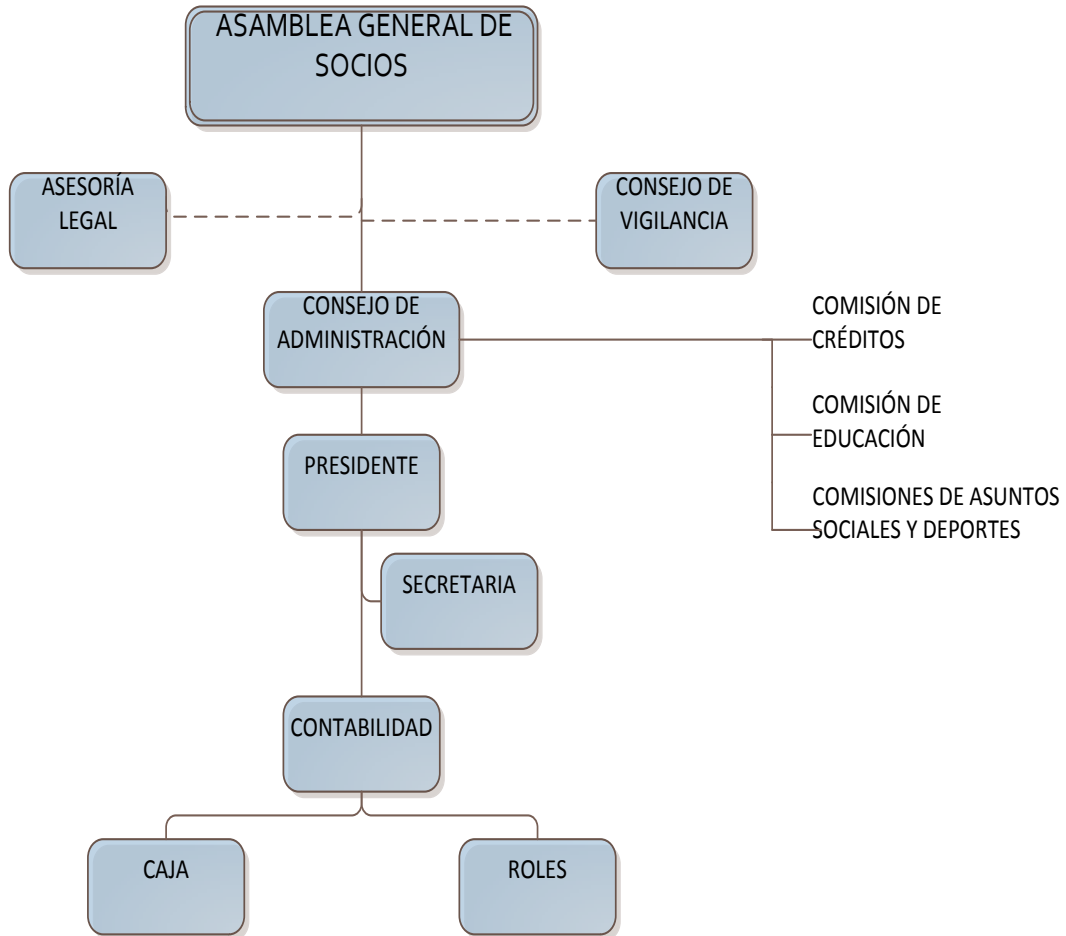 ASAMBLEA GENERAL DE
SOCIOS
ASESORÍA
LEGAL
CONSEJO DE
VIGILANCIA
CONSEJO DE
ADMINISTRACIÓN
COMISIÓN DE
CRÉDITOS
COMISIÓN DE
EDUCACIÓN
COMISIONES DE ASUNTOS
SOCIALES Y DEPORTES
PRESIDENTE
SECRETARIA
CONTABILIDAD
CAJA
ROLES